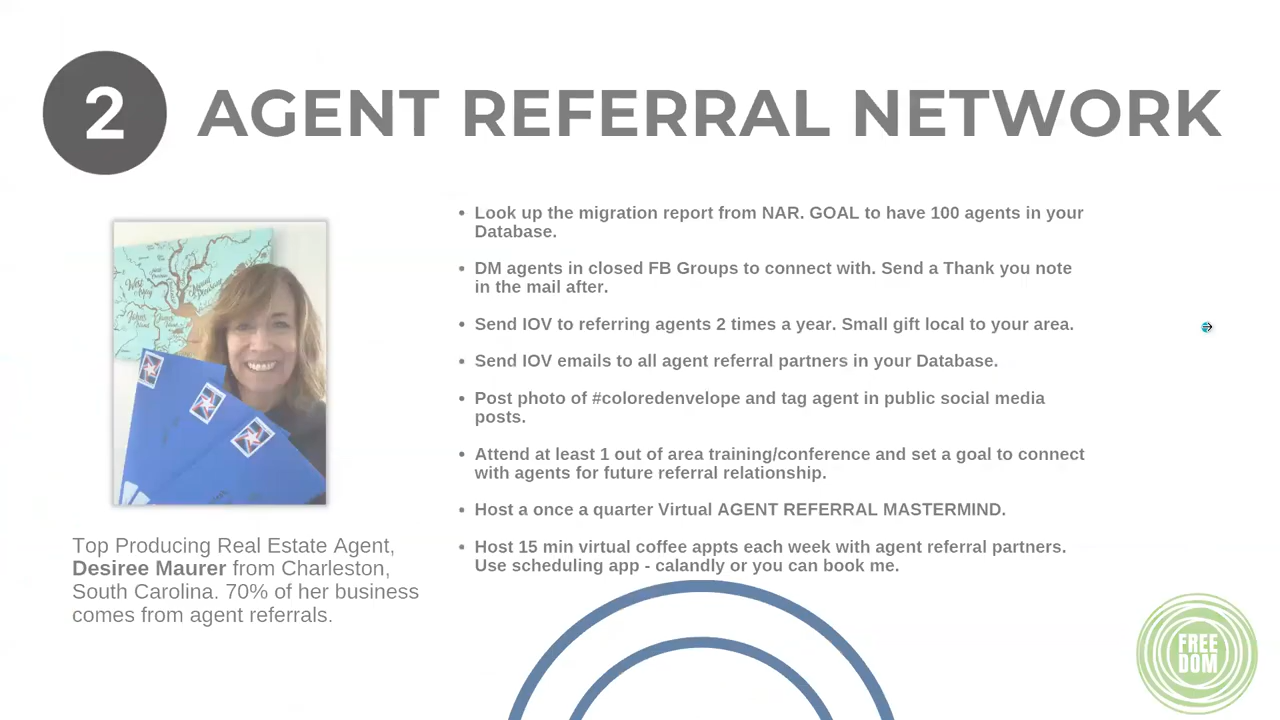 2 AGENT REFERRAL NETWORK
• Look up the migration report from NAR. GOAL to have 100 agents in your
Database.
• DM agents in closed FB Groups to connect with. Send a Thank you note
in the mail after.
• Send IOV to referring agents 2 times a year. Small gift local to your area.
• Send IOV emails to all agent referral partners in your Database.
• Post photo of #coloredenvelope and tag agent in public social media
posts.
• Attend at least 1 out of area training/conference and set a goal to connect
with agents for future referral relationship.
• Host a once a quarter Virtual AGENT REFERRAL MASTERMIND.
• Host 15 min virtual coffee appts each week with agent referral partners.
Use scheduling app - calandly or you can book me.
Top Producing Real Estate Agent,
Desiree Maurer from Charleston,
South Carolina. 70% of her business
comes from agent referrals.
FREE
DOM